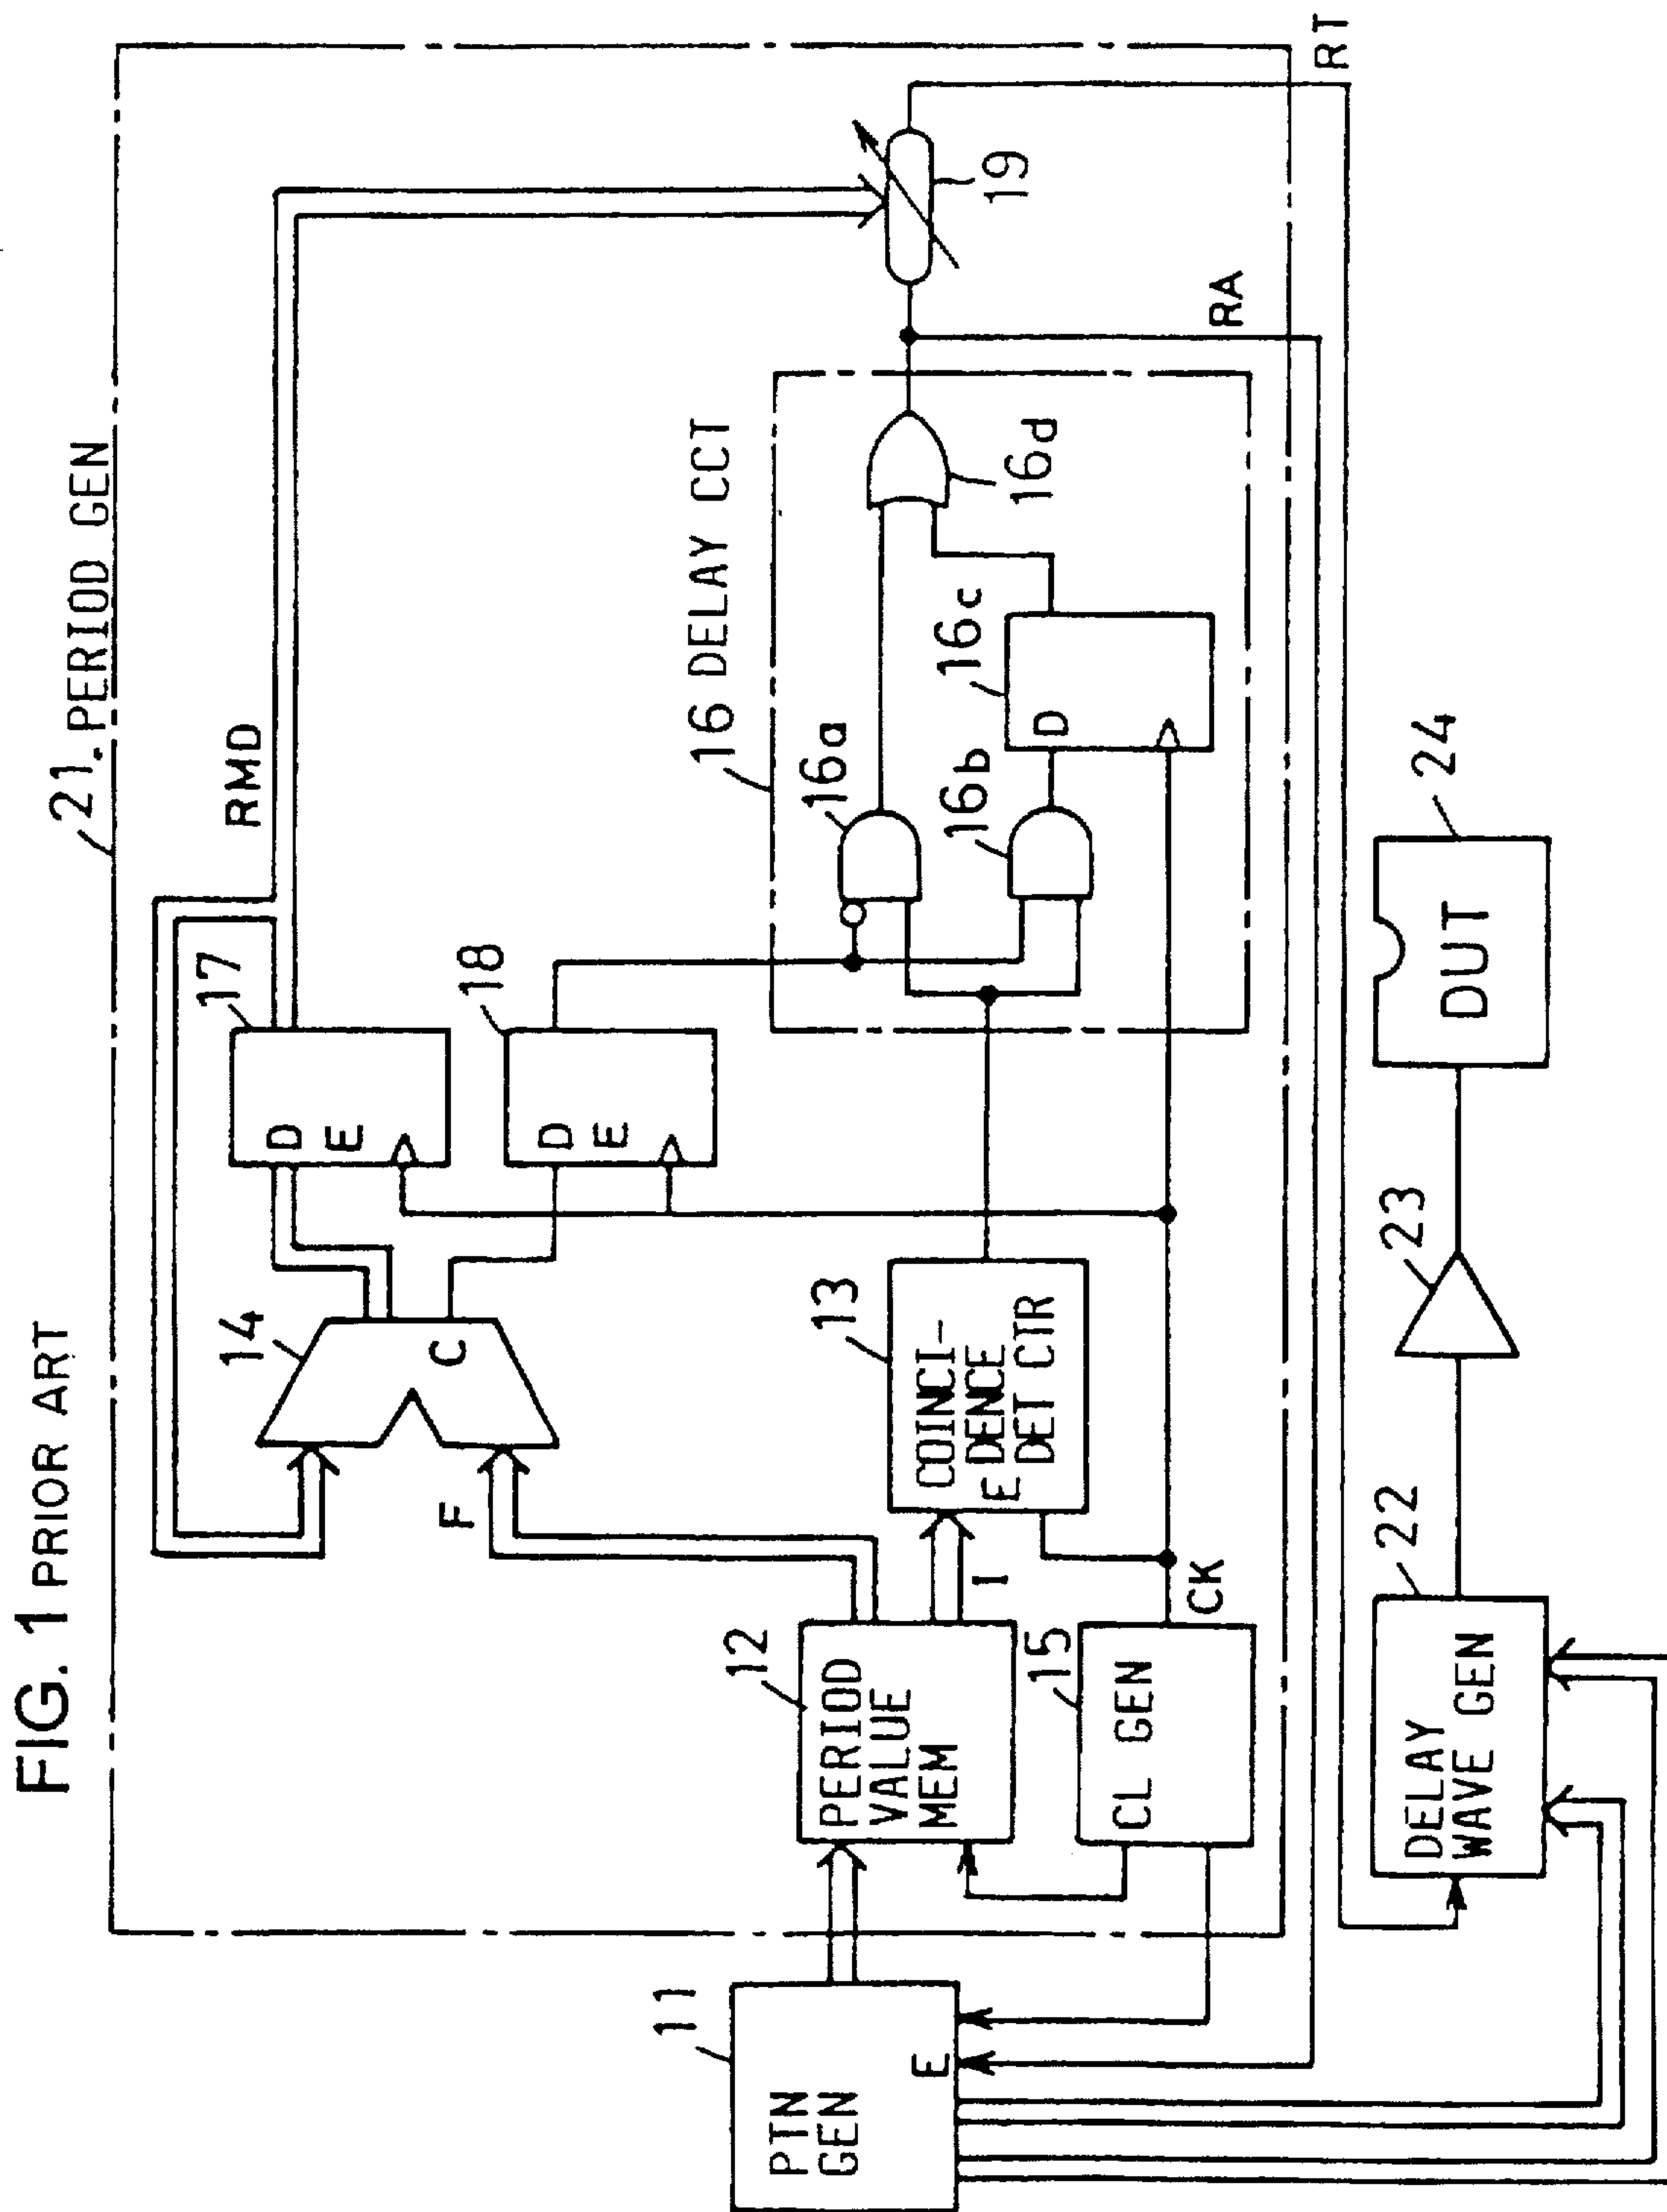 FIG. 1 PRIOR ART
21 PERIOD GEN
RMD
17
D
E
14
C
18
D
E
F
16 DELAY CCT
16a
16b
16c
D
16d
19
RA
RT
11
PTN
GEN
E
12
PERIOD
VALUE
MEM
I
13
COINCI-
DENCE
E DET CTR
15
CL GEN
CK
22
DELAY
WAVE GEN
23
24
DUT